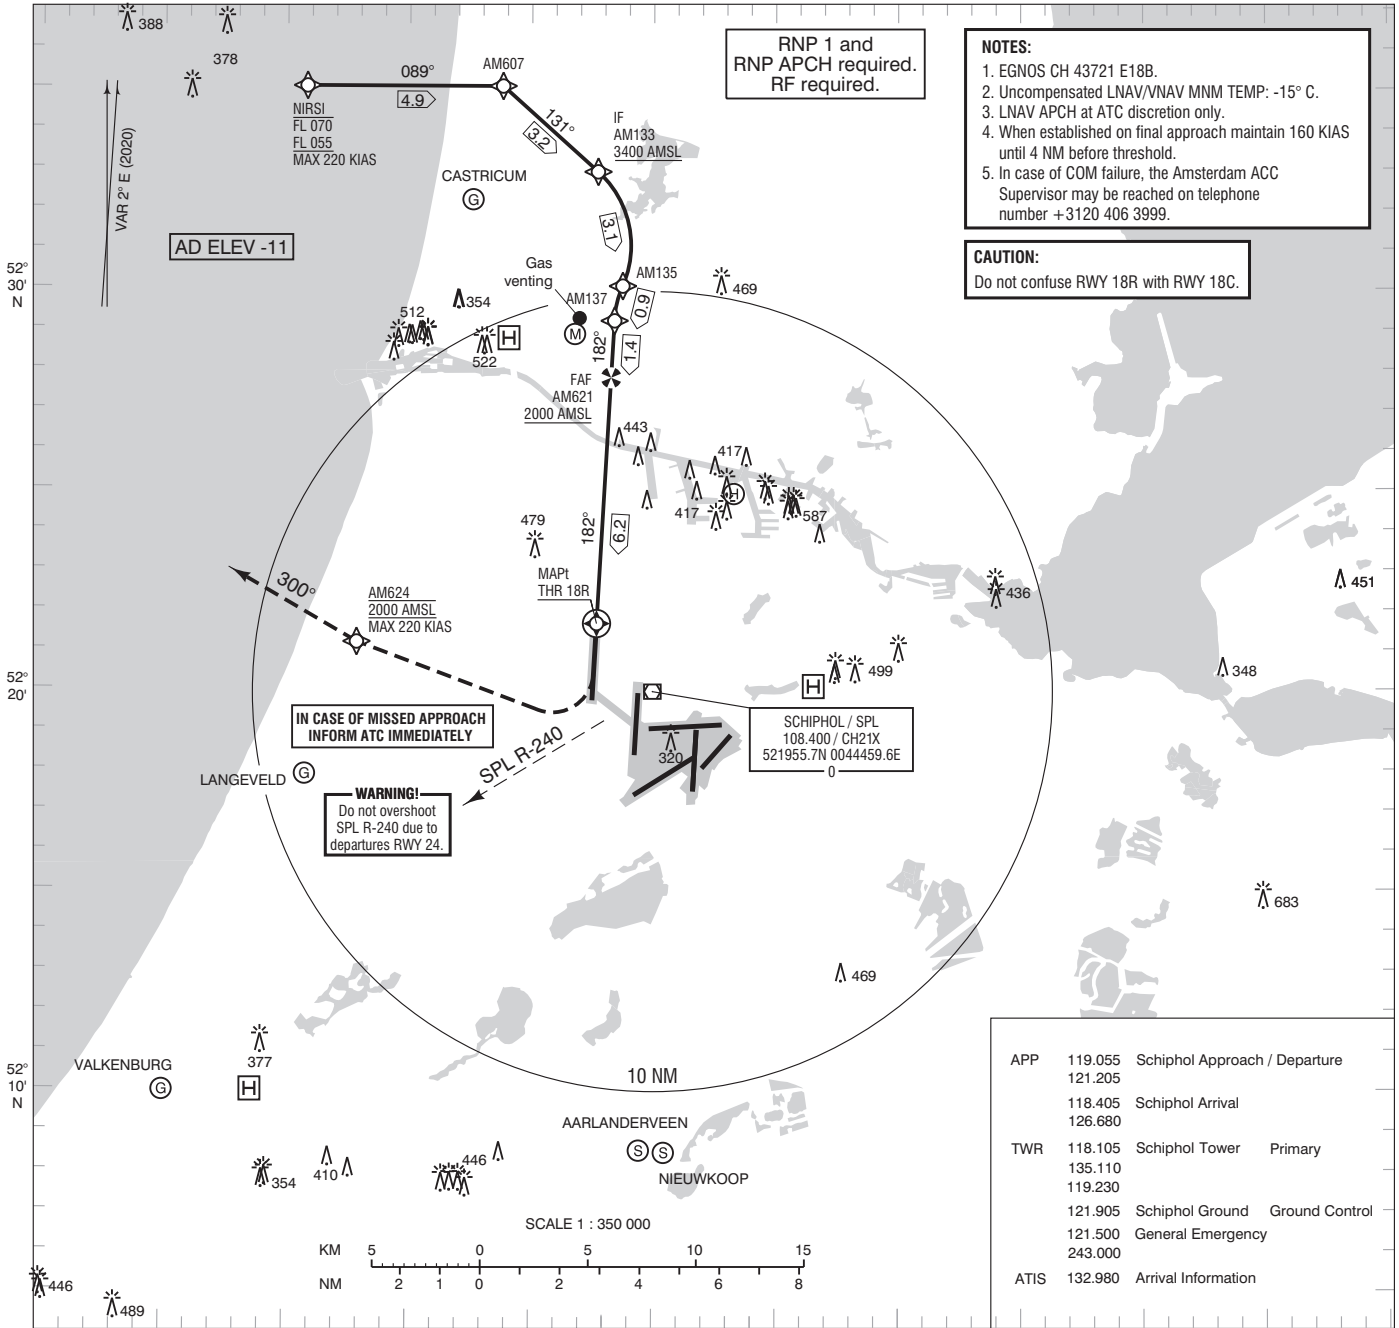 388
378
RNP 1 and
RNP APCH required.
RF required.
NOTES:
1. EGNOS CH 43721 E18B.
2. Uncompensated LNAV/VNAV MNM TEMP: -15° C.
3. LNAV APCH at ATC discretion only.
4. When established on final approach maintain 160 KIAS
until 4 NM before threshold.
5. In case of COM failure, the Amsterdam ACC
Supervisor may be reached on telephone
number +3120 406 3999.
CAUTION:
Do not confuse RWY 18R with RWY 18C.
089°
4.9
AM607
NIRSI
FL 070
FL 055
MAX 220 KIAS
131°
3.2
IF
AM133
3400 AMSL
VAR 2° E (2020)
CASTRICUM
G
3.1
AD ELEV -11
52°
30'
N
Gas
venting
AM135
469
354
AM137
0.9
512
M
H
522
182°
1.4
FAF
AM621
2000 AMSL
443
417
H
417
587
479
182°
6.2
MAPt
THR 18R
300°
AM624
2000 AMSL
MAX 220 KIAS
436
451
499
348
52°
20'
H
IN CASE OF MISSED APPROACH
INFORM ATC IMMEDIATELY
SPL R-240
SCHIPHOL / SPL
108.400 / CH21X
521955.7N 0044459.6E
0
320
LANGEVELD
G
WARNING!
Do not overshoot
SPL R-240 due to
departures RWY 24.
683
469
377
VALKENBURG
G
H
52°
10'
N
10 NM
AARLANDERVEEN
S
S
NIEUWKOOP
354
410
446
SCALE 1 : 350 000
KM 5 0 5 10 15
NM 2 1 0 2 4 6 8
446
489
APP 119.055 Schiphol Approach / Departure
121.205
118.405 Schiphol Arrival
126.680
TWR 118.105 Schiphol Tower Primary
135.110
119.230
121.905 Schiphol Ground Ground Control
121.500 General Emergency
243.000
ATIS 132.980 Arrival Information